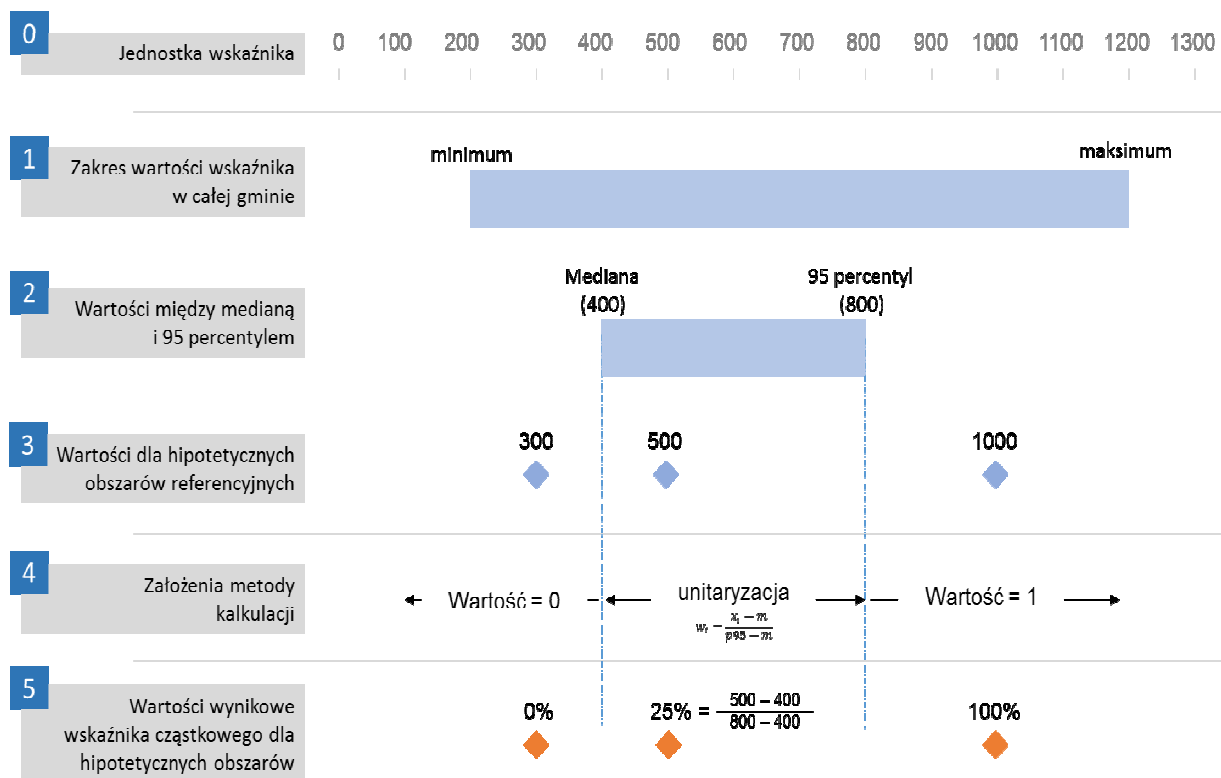 0
Jednostka wskaźnika
0 100 200 300 400 500 600 700 800 900 1000 1100 1200 1300
1
Zakres wartości wskaźnika
w całej gminie
minimum
maksimum
2
Wartości między medianą
i 95 percentylem
Mediana
(400)
95 percentyl
(800)
3
Wartości dla hipotetycznych
obszarów referencyjnych
300
500
1000
4
Założenia metody
kalkulacji
Wartość = 0
unitaryzacja
wᵢ = (xᵢ − m) / (p95 − m)
Wartość = 1
5
Wartości wynikowe
wskaźnika cząstkowego dla
hipotetycznych obszarów
0%
25% = (500 – 400) / (800 – 400)
100%